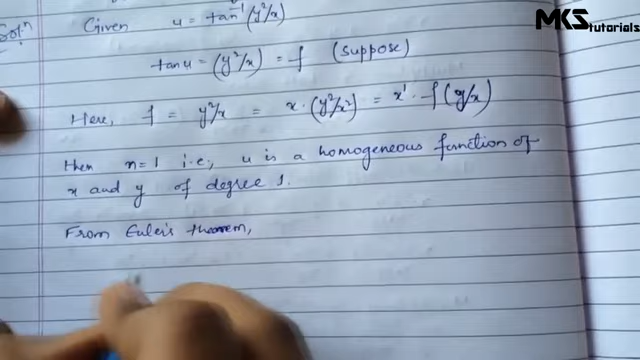 MKS tutorials
Solⁿ Given u = tan⁻¹(y²/x)
tanu = (y²/x) = f (suppose)
Here, f = y²/x = x·(y²/x²) = x¹·f(y/x)
then n=1 i.e, u is a homogeneous function of
x and y of degree 1.
From Euler's theorem,